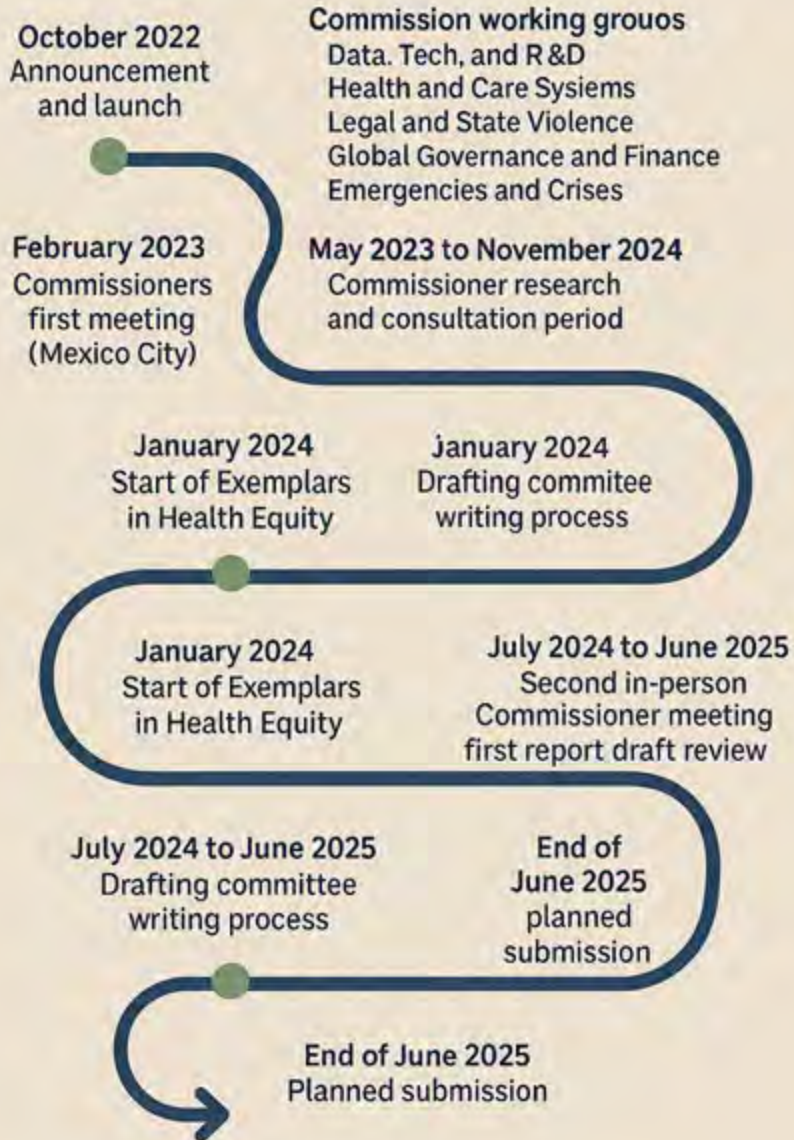 October 2022
Announcement
and launch
Commission working grouos
Data. Tech, and R&D
Health and Care Sysiems
Legal and State Violence
Global Governance and Finance
Emergencies and Crises
February 2023
Commissioners
first meeting
(Mexico City)
May 2023 to November 2024
Commissioner research
and consultation period
January 2024
Start of Exemplars
in Health Equity
January 2024
Drafting commitee
writing process
January 2024
Start of Exemplars
in Health Equity
July 2024 to June 2025
Second in-person
Commissioner meeting
first report draft review
July 2024 to June 2025
Drafting committee
writing process
End of
June 2025
planned
submission
End of June 2025
Planned submission